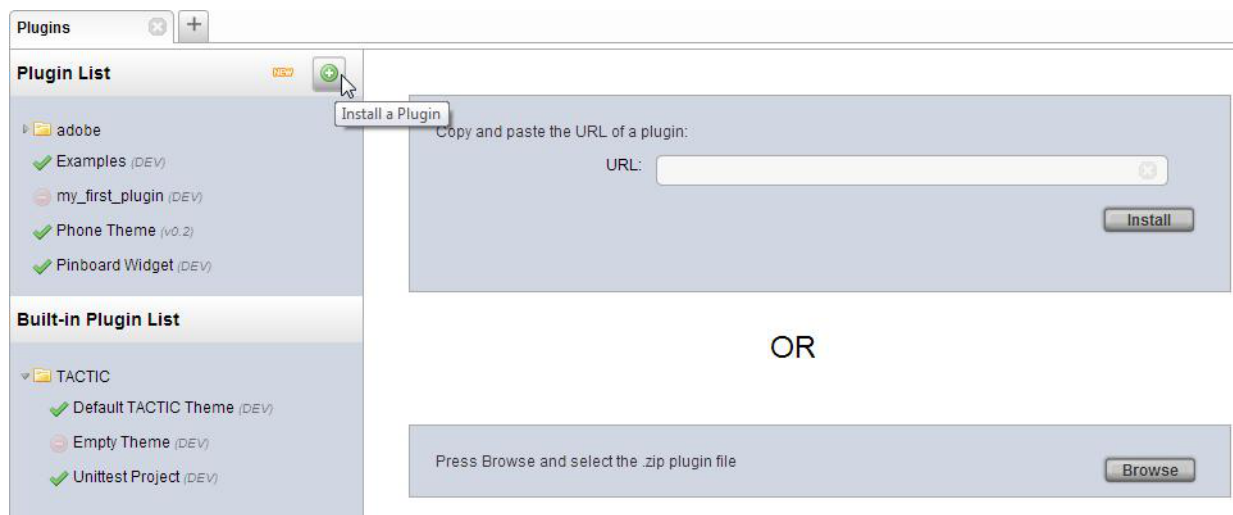 Plugins
+
Plugin List
NEW
Install a Plugin
adobe
Examples (DEV)
my_first_plugin (DEV)
Phone Theme (v0.2)
Pinboard Widget (DEV)
Built-in Plugin List
TACTIC
Default TACTIC Theme (DEV)
Empty Theme (DEV)
Unittest Project (DEV)
Copy and paste the URL of a plugin:
URL:
Install
OR
Press Browse and select the .zip plugin file
Browse